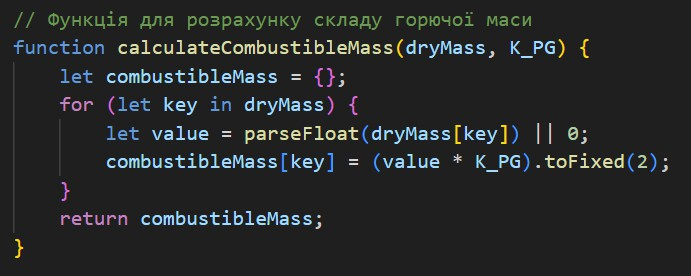 // Функція для розрахунку складу горючої маси
function calculateCombustibleMass(dryMass, K_PG) {
    let combustibleMass = {};
    for (let key in dryMass) {
        let value = parseFloat(dryMass[key]) || 0;
        combustibleMass[key] = (value * K_PG).toFixed(2);
    }
    return combustibleMass;
}